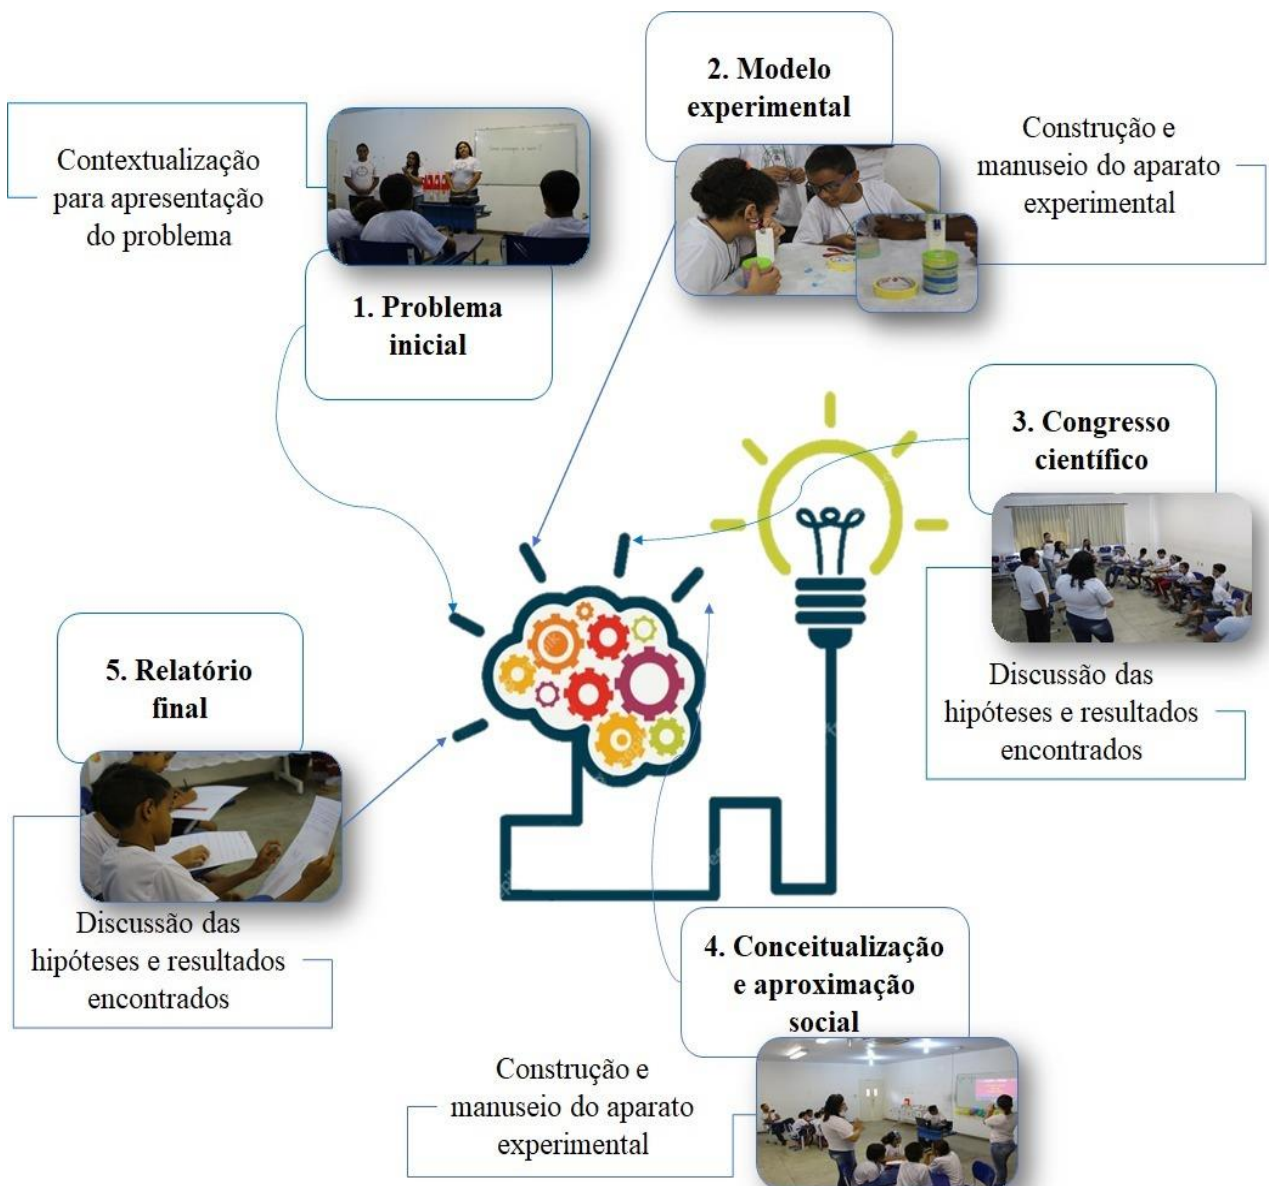 Contextualização
para apresentação
do problema
1. Problema
inicial
2. Modelo
experimental
Construção e
manuseio do aparato
experimental
3. Congresso
científico
Discussão das
hipóteses e resultados
encontrados
4. Conceitualização
e aproximação
social
Construção e
manuseio do aparato
experimental
5. Relatório
final
Discussão das
hipóteses e resultados
encontrados